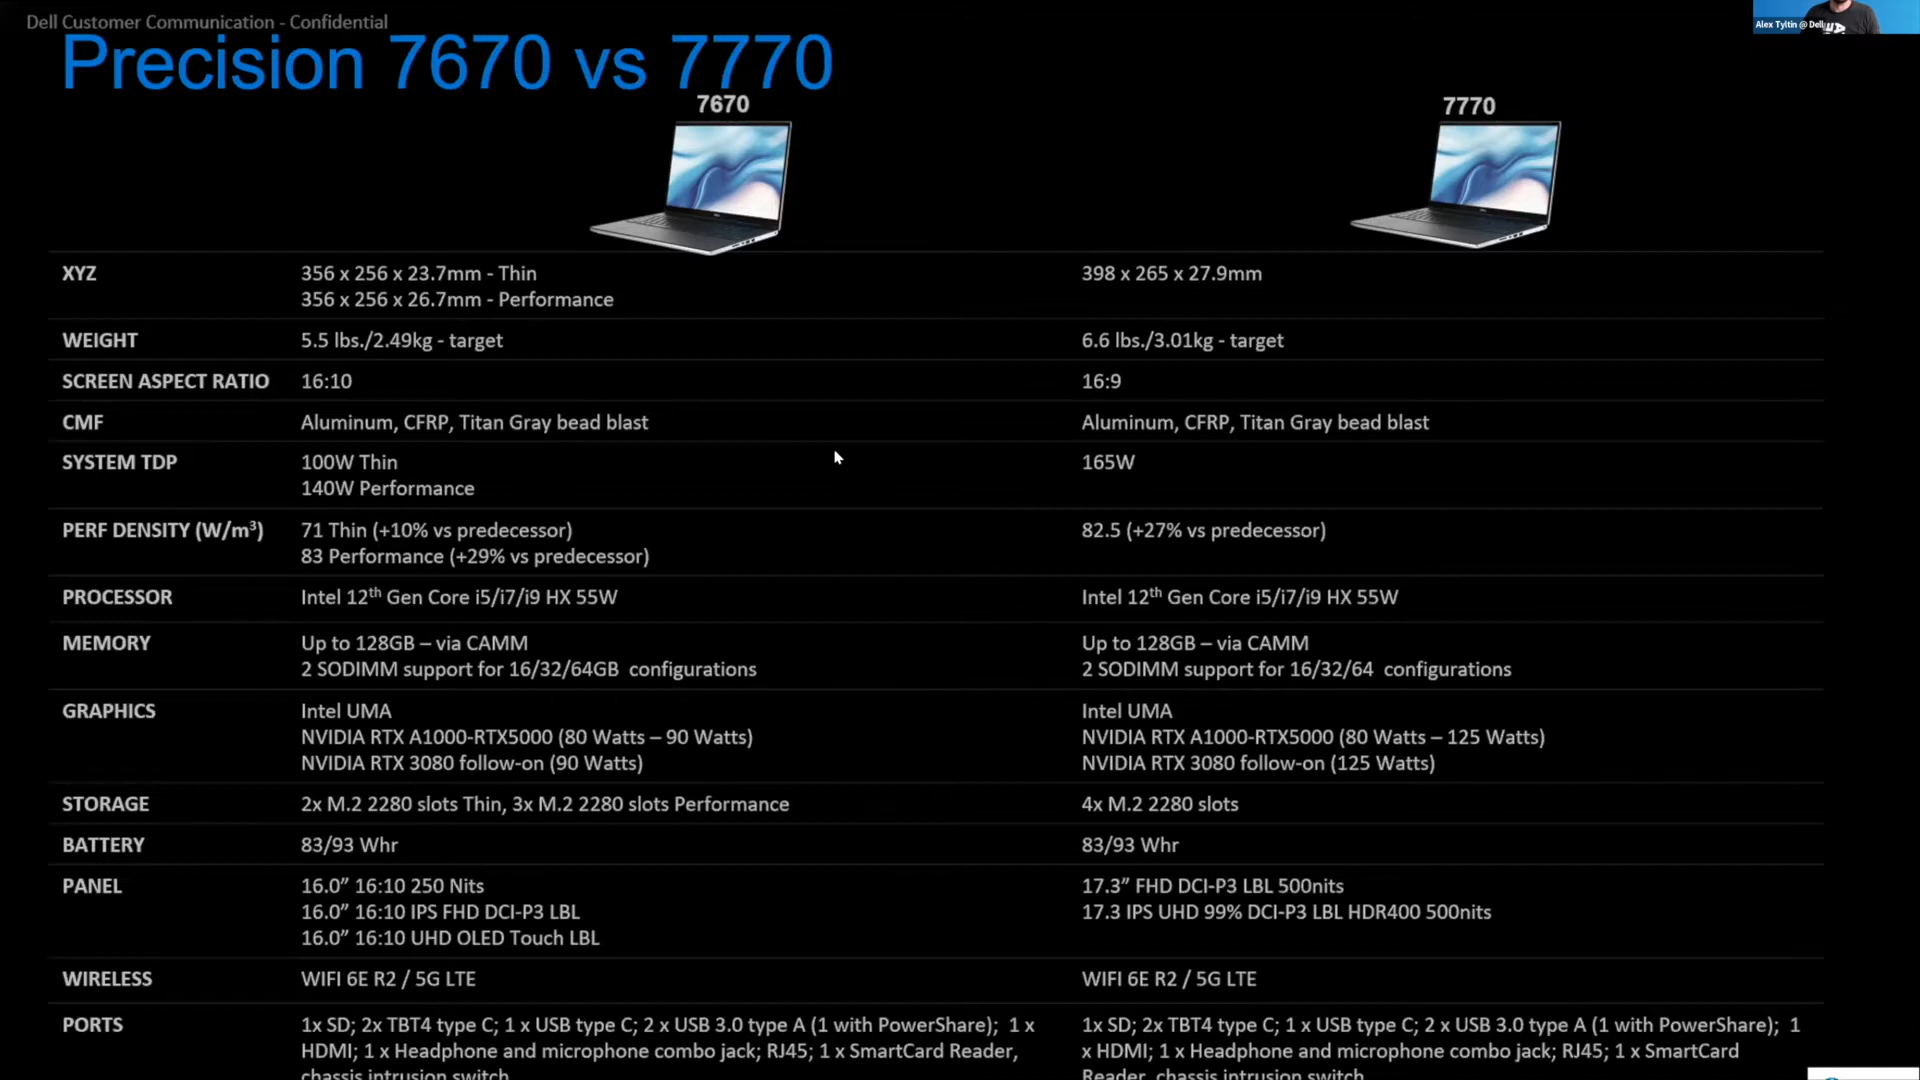 Dell Customer Communication - Confidential
Alex Tyltin @ Dell
Precision 7670 vs 7770
7670
7770
XYZ
356 x 256 x 23.7mm - Thin
356 x 256 x 26.7mm - Performance
398 x 265 x 27.9mm
WEIGHT
5.5 lbs./2.49kg - target
6.6 lbs./3.01kg - target
SCREEN ASPECT RATIO
16:10
16:9
CMF
Aluminum, CFRP, Titan Gray bead blast
Aluminum, CFRP, Titan Gray bead blast
SYSTEM TDP
100W Thin
140W Performance
165W
PERF DENSITY (W/m³)
71 Thin (+10% vs predecessor)
83 Performance (+29% vs predecessor)
82.5 (+27% vs predecessor)
PROCESSOR
Intel 12th Gen Core i5/i7/i9 HX 55W
Intel 12th Gen Core i5/i7/i9 HX 55W
MEMORY
Up to 128GB – via CAMM
2 SODIMM support for 16/32/64GB  configurations
Up to 128GB – via CAMM
2 SODIMM support for 16/32/64  configurations
GRAPHICS
Intel UMA
NVIDIA RTX A1000-RTX5000 (80 Watts – 90 Watts)
NVIDIA RTX 3080 follow-on (90 Watts)
Intel UMA
NVIDIA RTX A1000-RTX5000 (80 Watts – 125 Watts)
NVIDIA RTX 3080 follow-on (125 Watts)
STORAGE
2x M.2 2280 slots Thin, 3x M.2 2280 slots Performance
4x M.2 2280 slots
BATTERY
83/93 Whr
83/93 Whr
PANEL
16.0” 16:10 250 Nits
16.0” 16:10 IPS FHD DCI-P3 LBL
16.0” 16:10 UHD OLED Touch LBL
17.3” FHD DCI-P3 LBL 500nits
17.3 IPS UHD 99% DCI-P3 LBL HDR400 500nits
WIRELESS
WIFI 6E R2 / 5G LTE
WIFI 6E R2 / 5G LTE
PORTS
1x SD; 2x TBT4 type C; 1 x USB type C; 2 x USB 3.0 type A (1 with PowerShare);  1 x
HDMI; 1 x Headphone and microphone combo jack; RJ45; 1 x SmartCard Reader,
chassis intrusion switch
1x SD; 2x TBT4 type C; 1 x USB type C; 2 x USB 3.0 type A (1 with PowerShare);  1
x HDMI; 1 x Headphone and microphone combo jack; RJ45; 1 x SmartCard
Reader, chassis intrusion switch